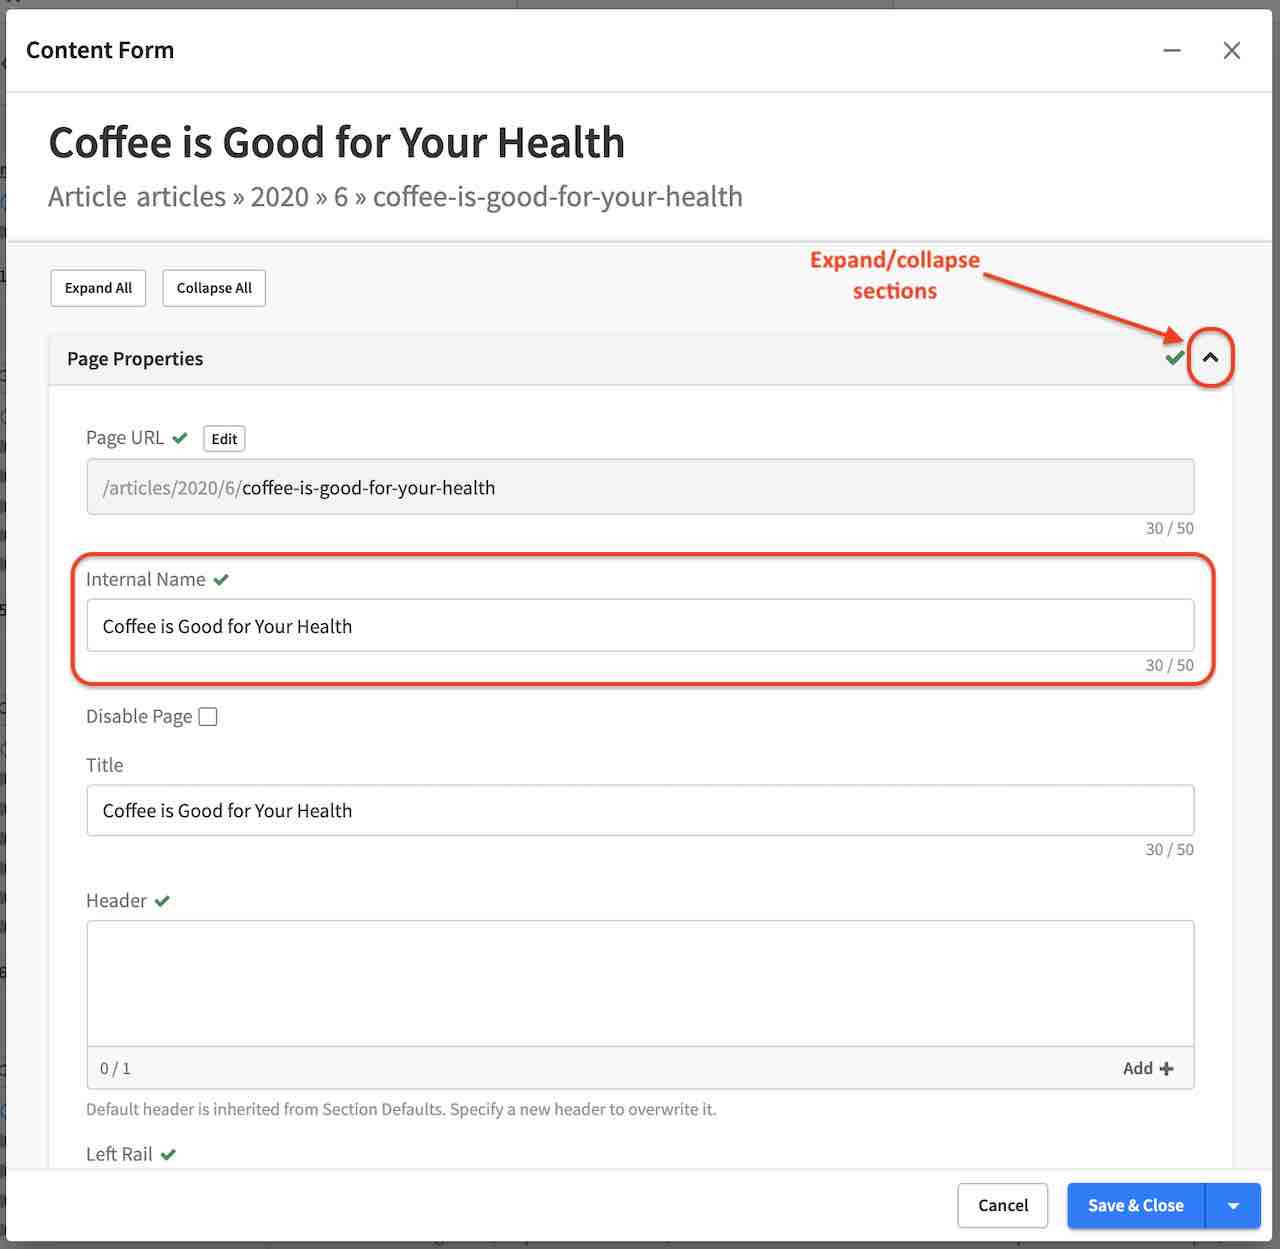 Content Form
Coffee is Good for Your Health
Article articles » 2020 » 6 » coffee-is-good-for-your-health
Expand/collapse
sections
Expand All
Collapse All
Page Properties
Page URL
Edit
/articles/2020/6/coffee-is-good-for-your-health
30 / 50
Internal Name
Coffee is Good for Your Health
30 / 50
Disable Page
Title
Coffee is Good for Your Health
30 / 50
Header
0 / 1
Add
Default header is inherited from Section Defaults. Specify a new header to overwrite it.
Left Rail
Cancel
Save & Close